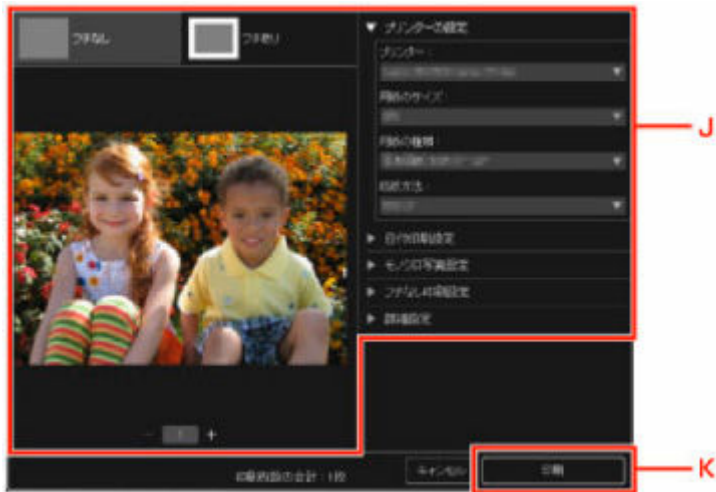 フチなし
フチあり
▼ プリンターの設定
プリンター：
用紙のサイズ：
用紙の種類：
給紙方法：
▶ 日付印刷設定
▶ モノクロ写真設定
▶ フチなし印刷設定
▶ 詳細設定
J
- 1 +
印刷枚数の合計：1枚
キャンセル
印刷
K